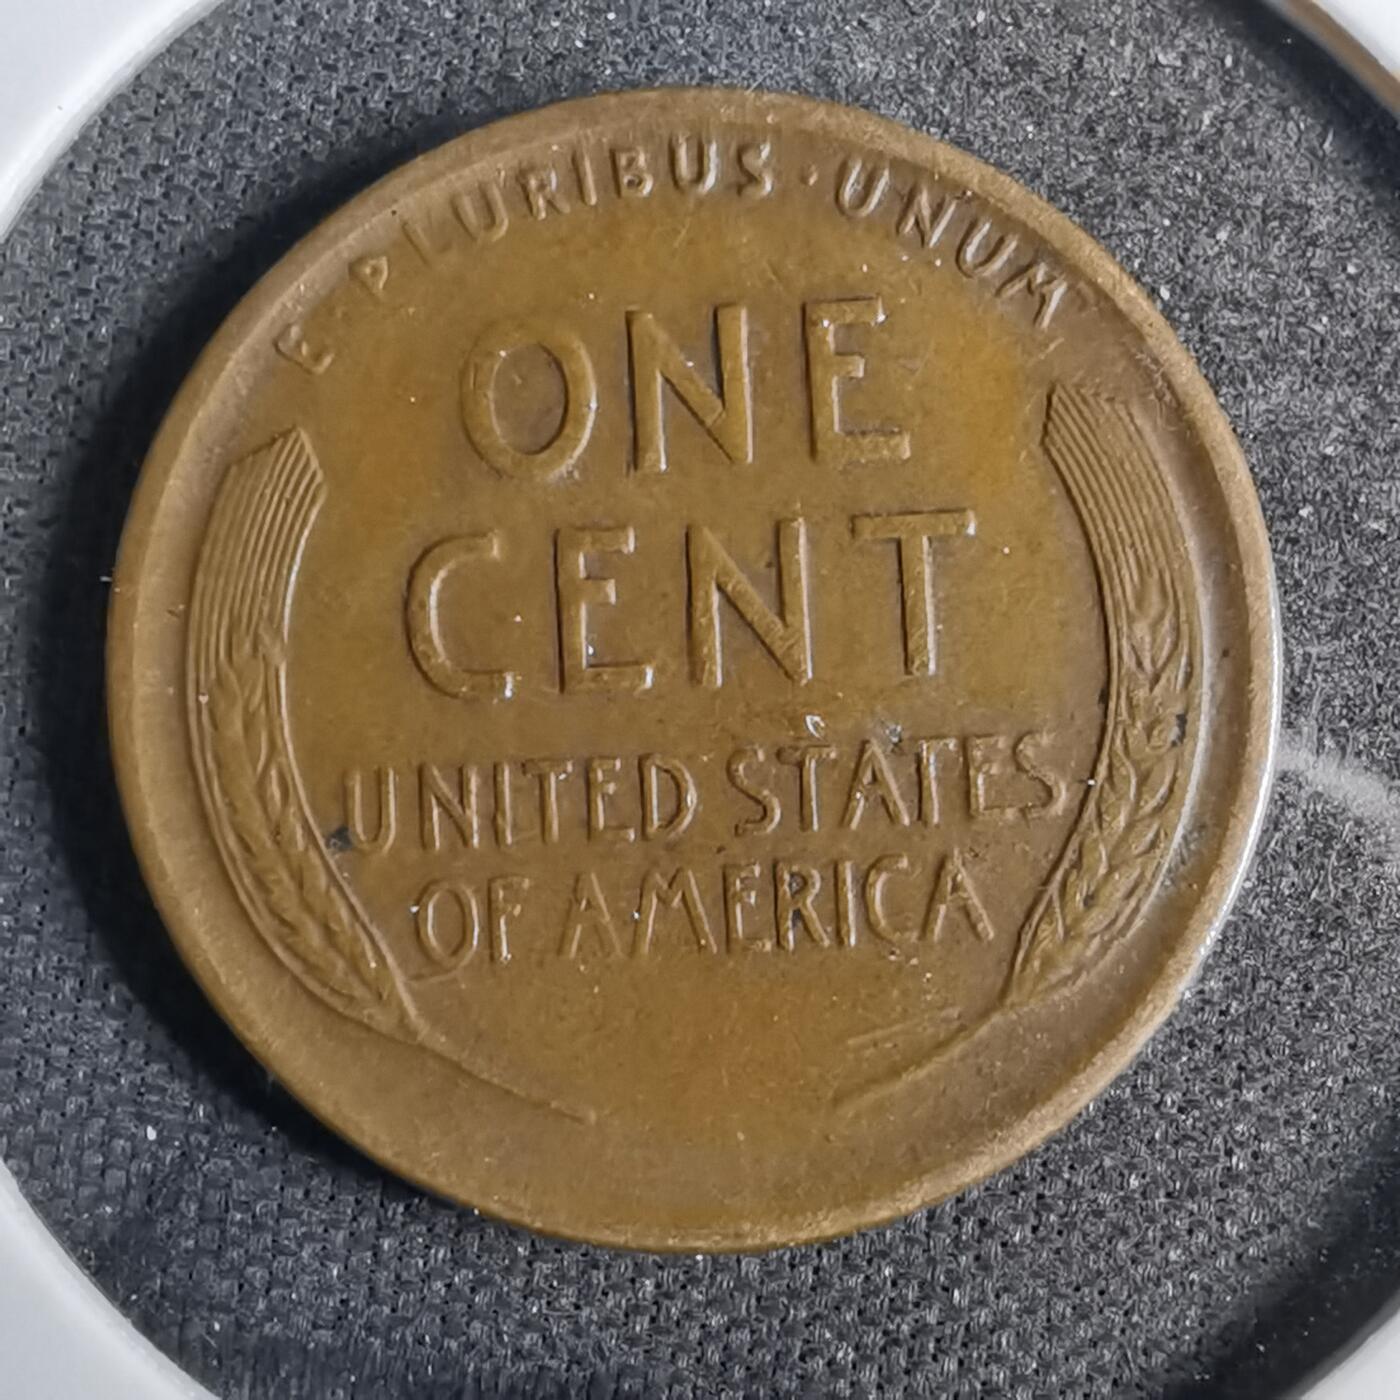 E·PLURIBUS·UNUM
ONE
CENT
UNITED STATES
OF AMERICA